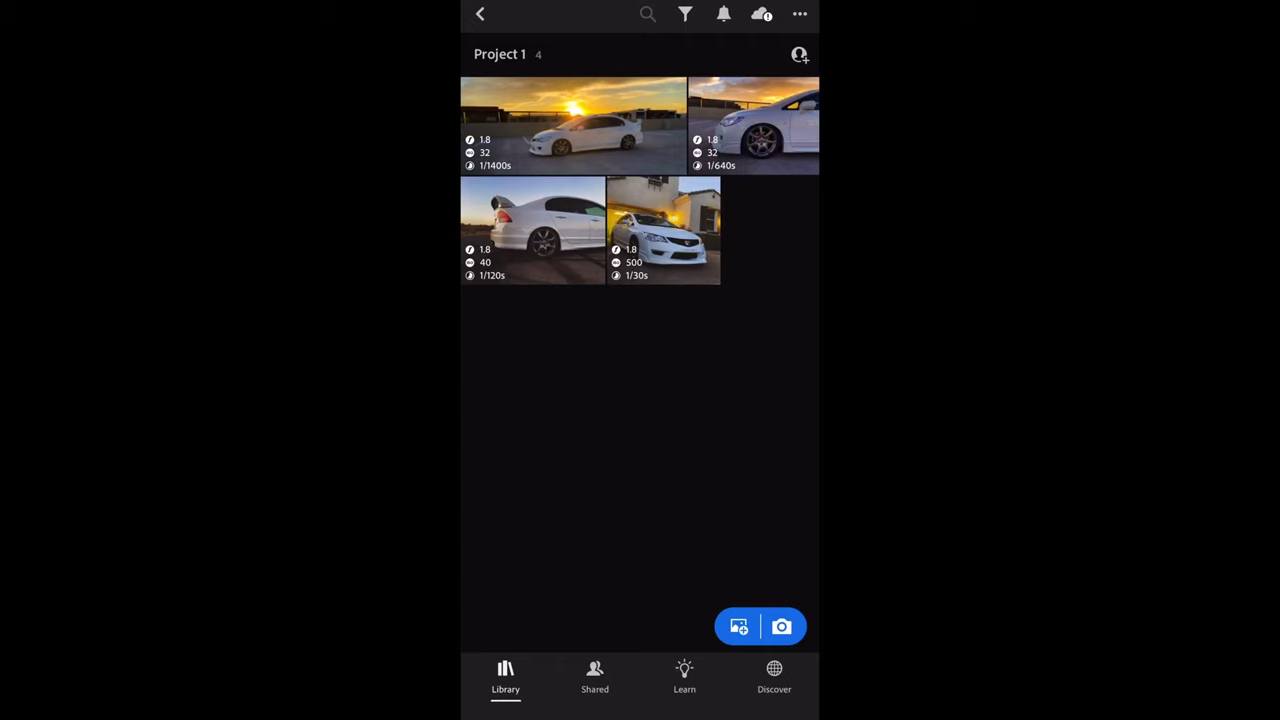 Project 1 4
1.8
32
1/1400s
1.8
32
1/640s
1.8
40
1/120s
1.8
500
1/30s
Library
Shared
Learn
Discover